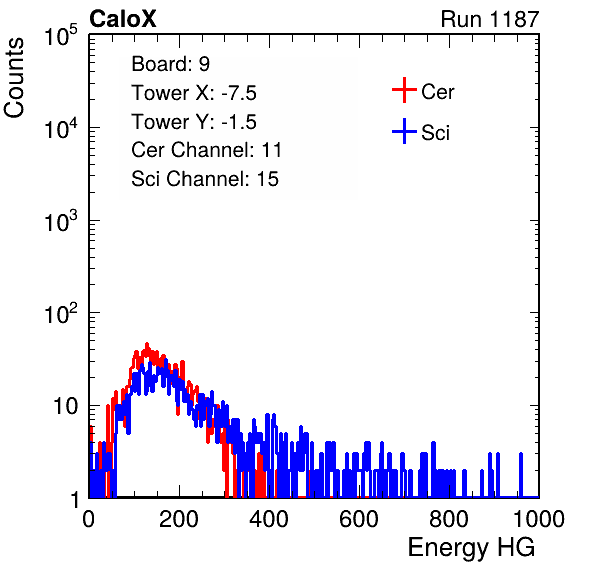 CaloX Run 1187
Counts
10^5
10^4
10^3
10^2
10
1
Board: 9
Tower X: -7.5
Tower Y: -1.5
Cer Channel: 11
Sci Channel: 15
Cer
Sci
0 200 400 600 800 1000
Energy HG